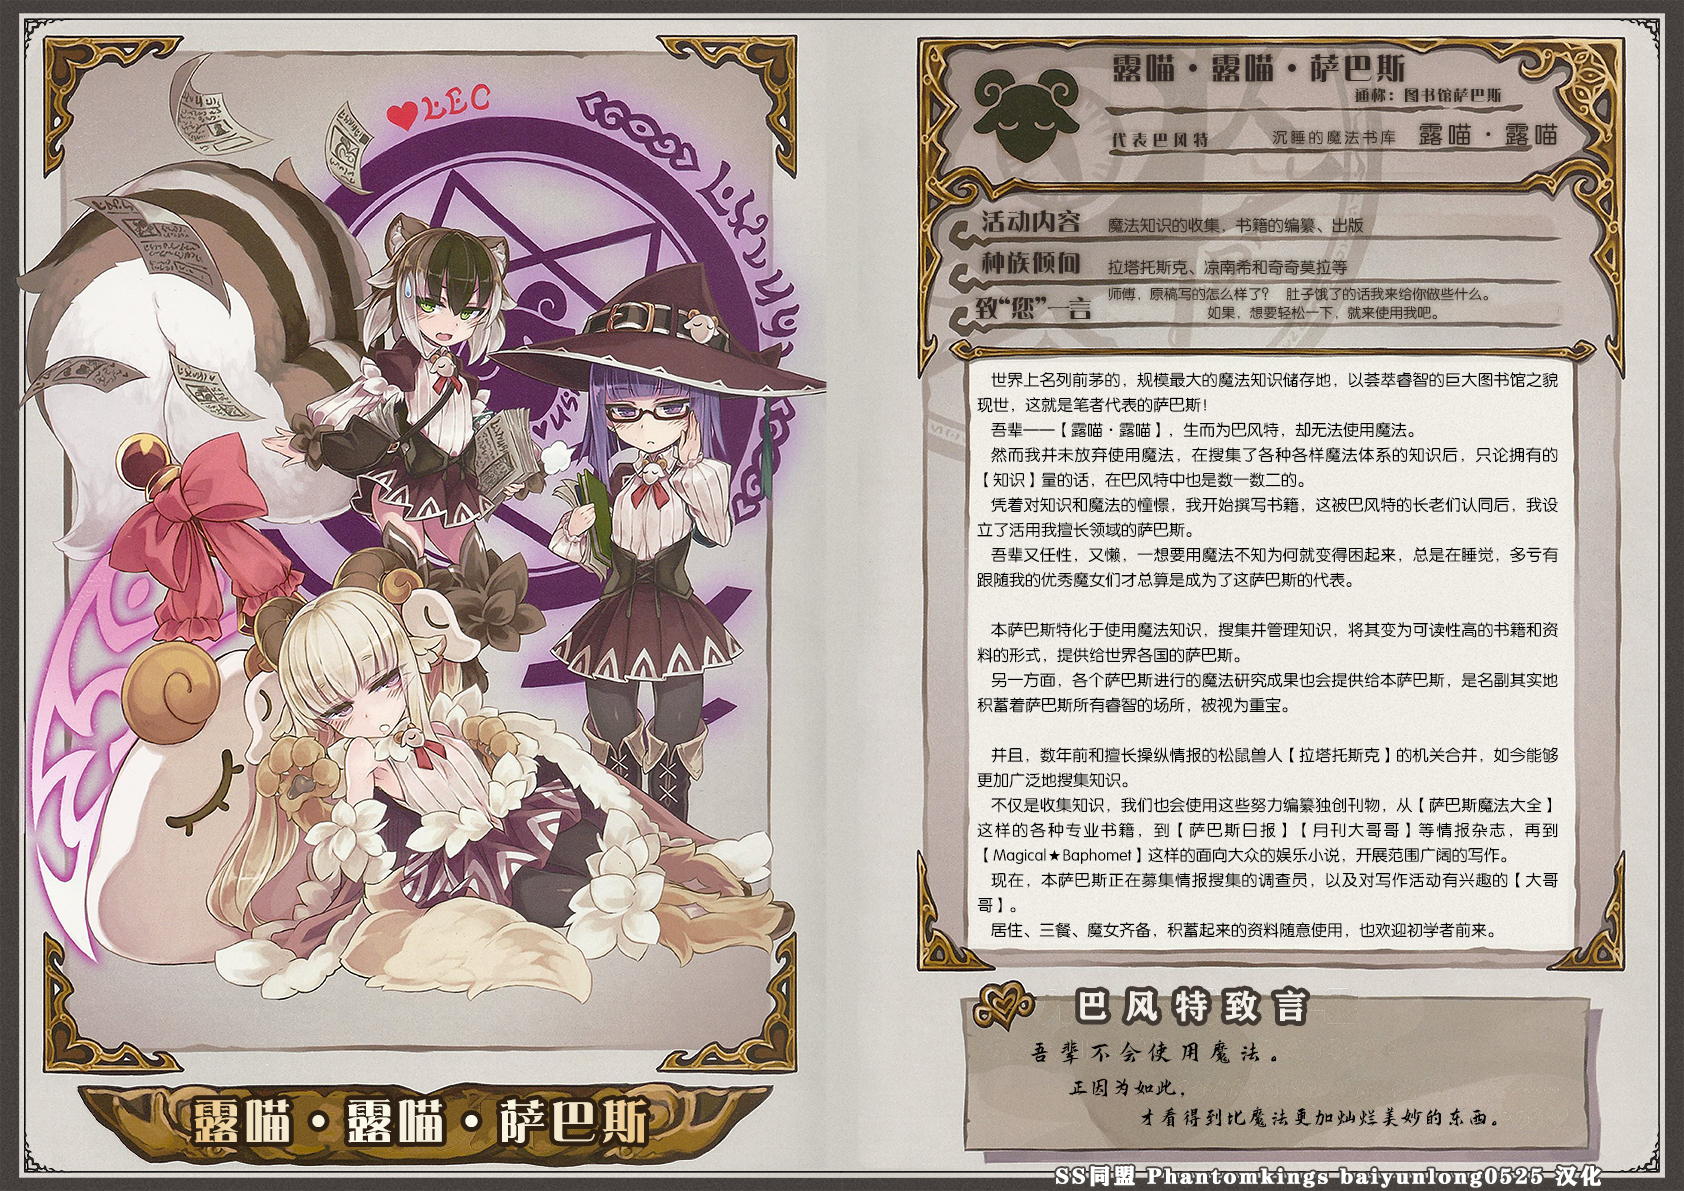 LEC
露喵・露喵・萨巴斯
露喵・露喵・萨巴斯
通称：图书馆萨巴斯
代表巴风特 沉睡的魔法书库 露喵・露喵
活动内容 魔法知识的收集，书籍的编纂、出版
种族倾向 拉塔托斯克、凉南希和奇奇莫拉等
致“您”一言 师傅，原稿写的怎么样了？ 肚子饿了的话我来给你做些什么。
如果，想要轻松一下，就来使用我吧。
世界上名列前茅的，规模最大的魔法知识储存地，以荟萃睿智的巨大图书馆之貌
现世，这就是笔者代表的萨巴斯！
吾辈——【露喵・露喵】，生而为巴风特，却无法使用魔法。
然而我并未放弃使用魔法，在搜集了各种各样魔法体系的知识后，只论拥有的
【知识】量的话，在巴风特中也是数一数二的。
凭着对知识和魔法的憧憬，我开始撰写书籍，这被巴风特的长老们认同后，我设
立了活用我擅长领域的萨巴斯。
吾辈又任性，又懒，一想要用魔法不知为何就变得困起来，总是在睡觉，多亏有
跟随我的优秀魔女们才总算是成为了这萨巴斯的代表。
本萨巴斯特化于使用魔法知识，搜集并管理知识，将其变为可读性高的书籍和资
料的形式，提供给世界各国的萨巴斯。
另一方面，各个萨巴斯进行的魔法研究成果也会提供给本萨巴斯，是名副其实地
积蓄着萨巴斯所有睿智的场所，被视为重宝。
并且，数年前和擅长操纵情报的松鼠兽人【拉塔托斯克】的机关合并，如今能够
更加广泛地搜集知识。
不仅是收集知识，我们也会使用这些努力编纂独创刊物，从【萨巴斯魔法大全】
这样的各种专业书籍，到【萨巴斯日报】【月刊大哥哥】等情报杂志，再到
【Magical★Baphomet】这样的面向大众的娱乐小说，开展范围广阔的写作。
现在，本萨巴斯正在募集情报搜集的调查员，以及对写作活动有兴趣的【大哥
哥】。
居住、三餐、魔女齐备，积蓄起来的资料随意使用，也欢迎初学者前来。
巴风特致言
吾辈不会使用魔法。
正因为如此，
才看得到比魔法更加灿烂美妙的东西。
SS同盟 Phantomkings baiyunlong0525 汉化